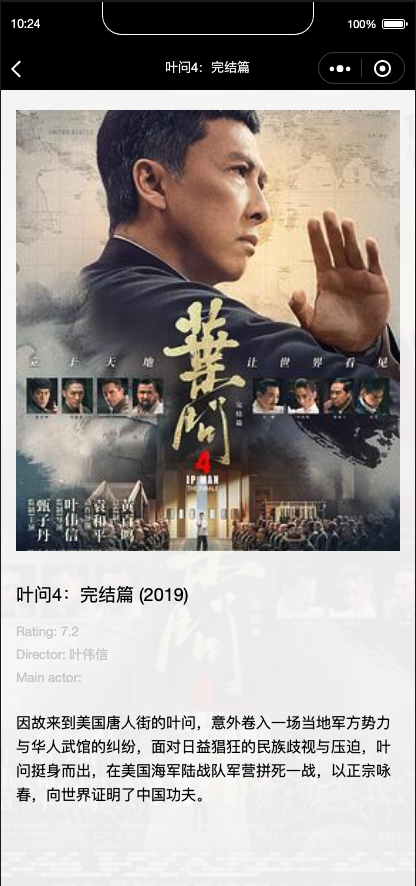 10:24
100%
叶问4：完结篇
UNITED STATES
立于天地
让世界看见
葉問
完结篇
4
IP MAN
THE FINALE
甄子丹
叶伟信
袁和平
黄百鸣
叶问4：完结篇 (2019)
Rating: 7.2
Director: 叶伟信
Main actor:
因故来到美国唐人街的叶问，意外卷入一场当地军方势力
与华人武馆的纠纷，面对日益猖狂的民族歧视与压迫，叶
问挺身而出，在美国海军陆战队军营拼死一战，以正宗咏
春，向世界证明了中国功夫。